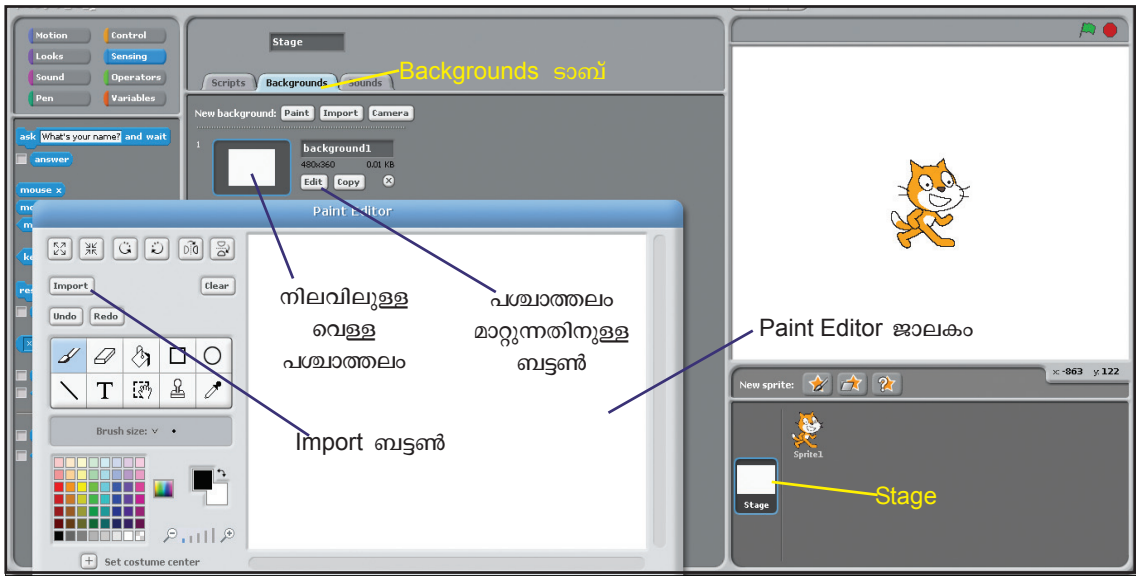 Motion Control
Looks Sensing
Sound Operators
Pen Variables
ask What's your name? and wait
answer
mouse x
Stage
Scripts Backgrounds Sounds
Backgrounds ടാബ്
New background: Paint Import Camera
1
background1
480x360 0.01 KB
Edit Copy
Paint Editor
Import Clear
Undo Redo
Brush size:
Set costume center
നിലവിലുള്ള
വെള്ള
പശ്ചാത്തലം
പശ്ചാത്തലം
മാറ്റുന്നതിനുള്ള
ബട്ടൺ
Import ബട്ടൺ
Paint Editor ജാലകം
x: -863 y: 122
New sprite:
Sprite1
Stage
Stage